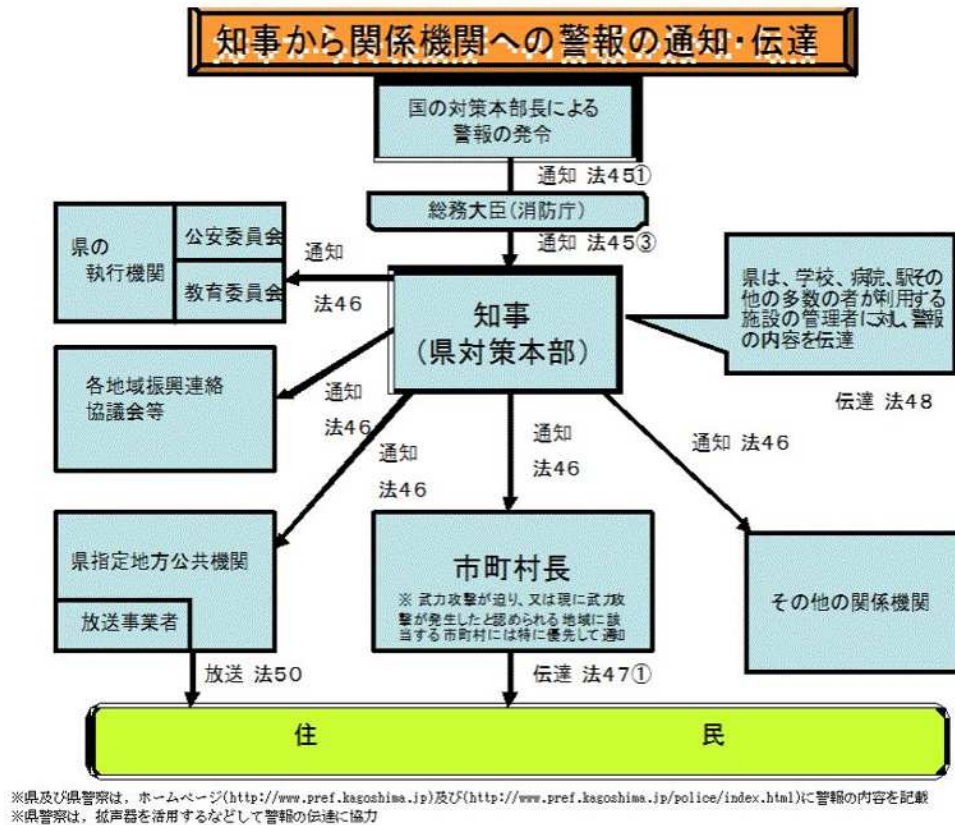 知事から関係機関への警報の通知・伝達
国の対策本部長による
警報の発令
通知 法45①
総務大臣(消防庁)
通知 法45③
県の
執行機関
公安委員会
教育委員会
通知
法46
知事
(県対策本部)
県は、学校、病院、駅その
他の多数の者が利用する
施設の管理者に対し、警報
の内容を伝達
伝達 法48
各地域振興連絡
協議会等
通知
法46
通知
法46
通知
法46
通知 法46
県指定地方公共機関
放送事業者
市町村長
※ 武力攻撃が迫り、又は現に武力攻
撃が発生したと認められる地域に該
当する市町村には特に優先して通知
その他の関係機関
放送 法50
伝達 法47①
住 民
※県及び県警察は，ホームページ(http://www.pref.kagoshima.jp)及び(http://www.pref.kagoshima.jp/police/index.html)に警報の内容を記載
※県警察は，拡声器を活用するなどして警報の伝達に協力